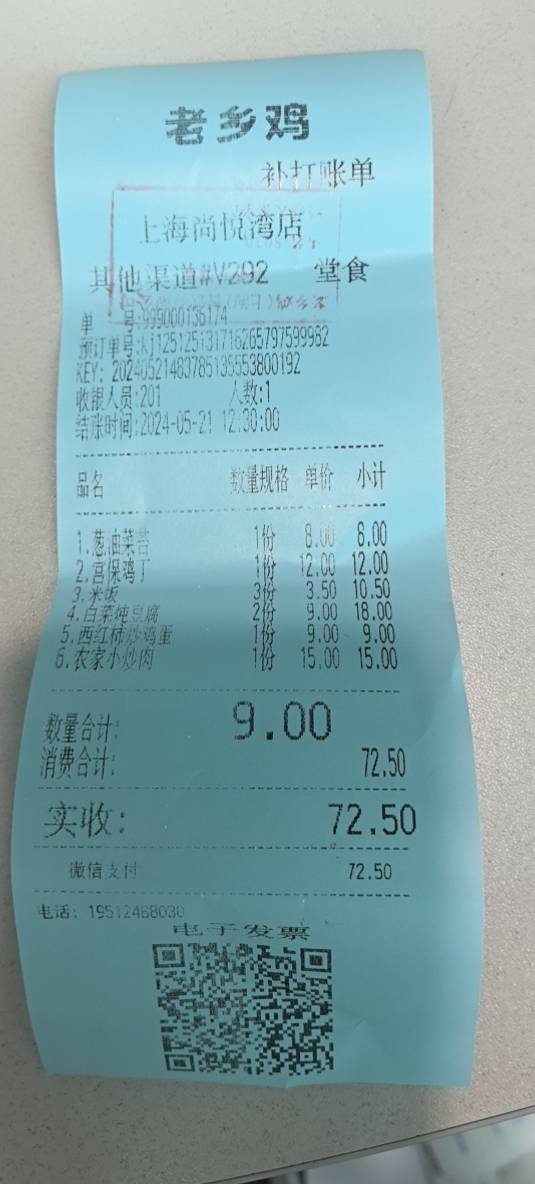 老乡鸡
补打账单
上海尚悦湾店
其他渠道#V292 堂食
单 号:999000136174
预订单号:kj1251251317162657975999​82
KEY: 20240521483785135553800192
收银人员:201 人数:1
结账时间:2024-05-21 12:30:00
品名 数量规格 单价 小计
1.葱油菜苔 1份 8.00 8.00
2.宫保鸡丁 1份 12.00 12.00
3.米饭 3份 3.50 10.50
4.白菜炖豆腐 2份 9.00 18.00
5.西红柿炒鸡蛋 1份 9.00 9.00
6.农家小炒肉 1份 15.00 15.00
数量合计: 9.00
消费合计: 72.50
实收: 72.50
微信支付 72.50
电话: 19512468030
电子发票